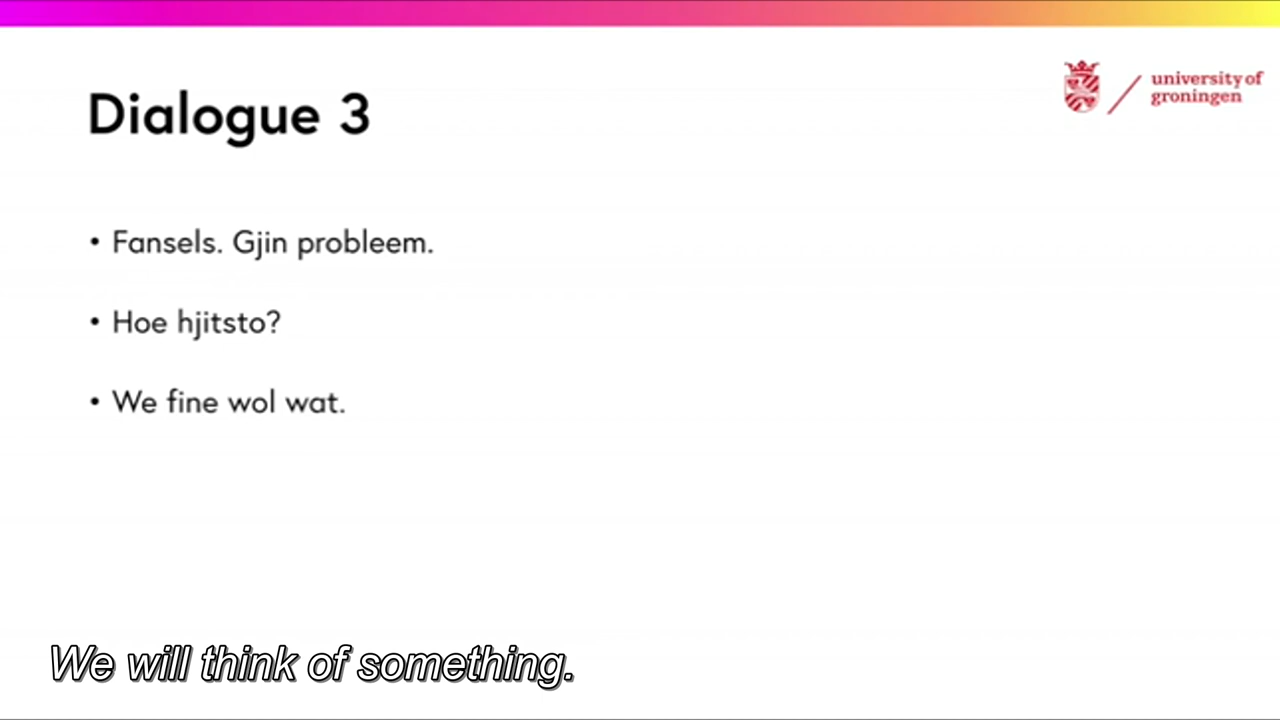 Dialogue 3
university of
groningen
• Fansels. Gjin probleem.
• Hoe hjitsto?
• We fine wol wat.
We will think of something.